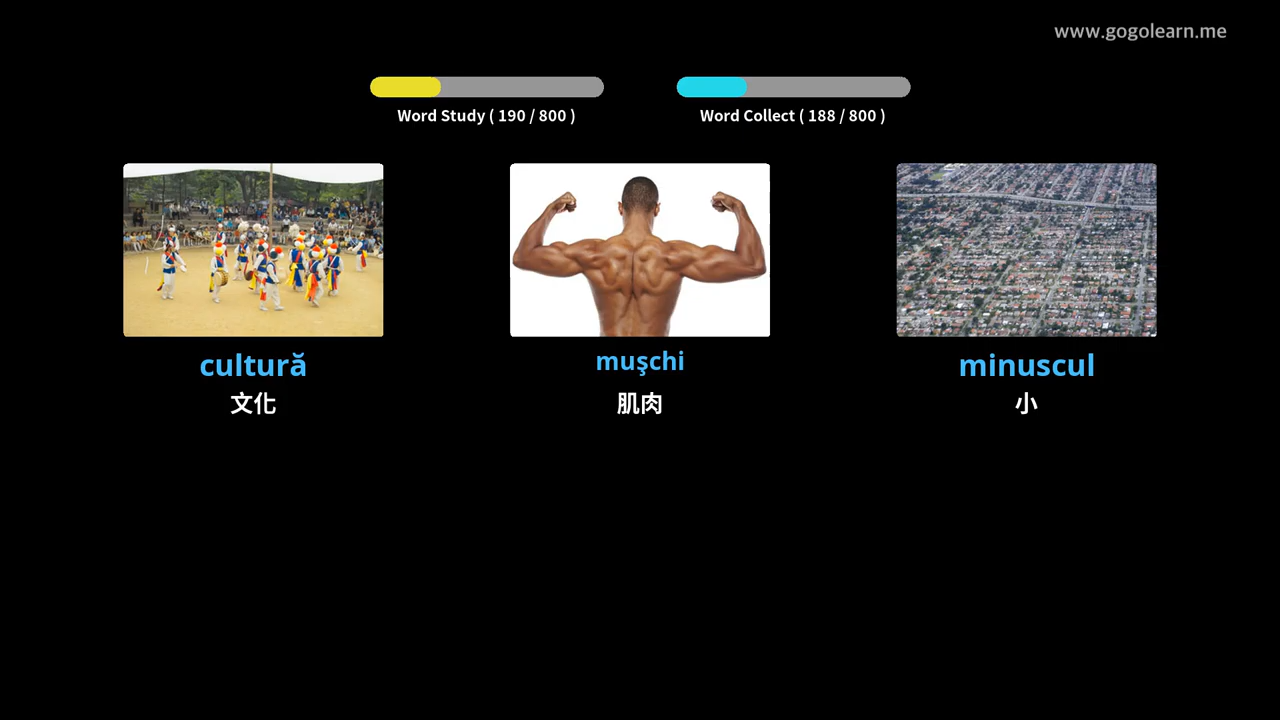 www.gogolearn.me
Word Study ( 190 / 800 )
Word Collect ( 188 / 800 )
cultură
muşchi
minuscul
文化
肌肉
小